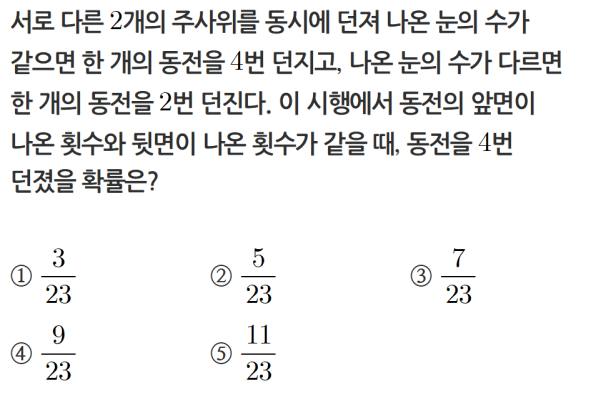 서로 다른 2개의 주사위를 동시에 던져 나온 눈의 수가
같으면 한 개의 동전을 4번 던지고, 나온 눈의 수가 다르면
한 개의 동전을 2번 던진다. 이 시행에서 동전의 앞면이
나온 횟수와 뒷면이 나온 횟수가 같을 때, 동전을 4번
던졌을 확률은?
① 3/23 ② 5/23 ③ 7/23
④ 9/23 ⑤ 11/23